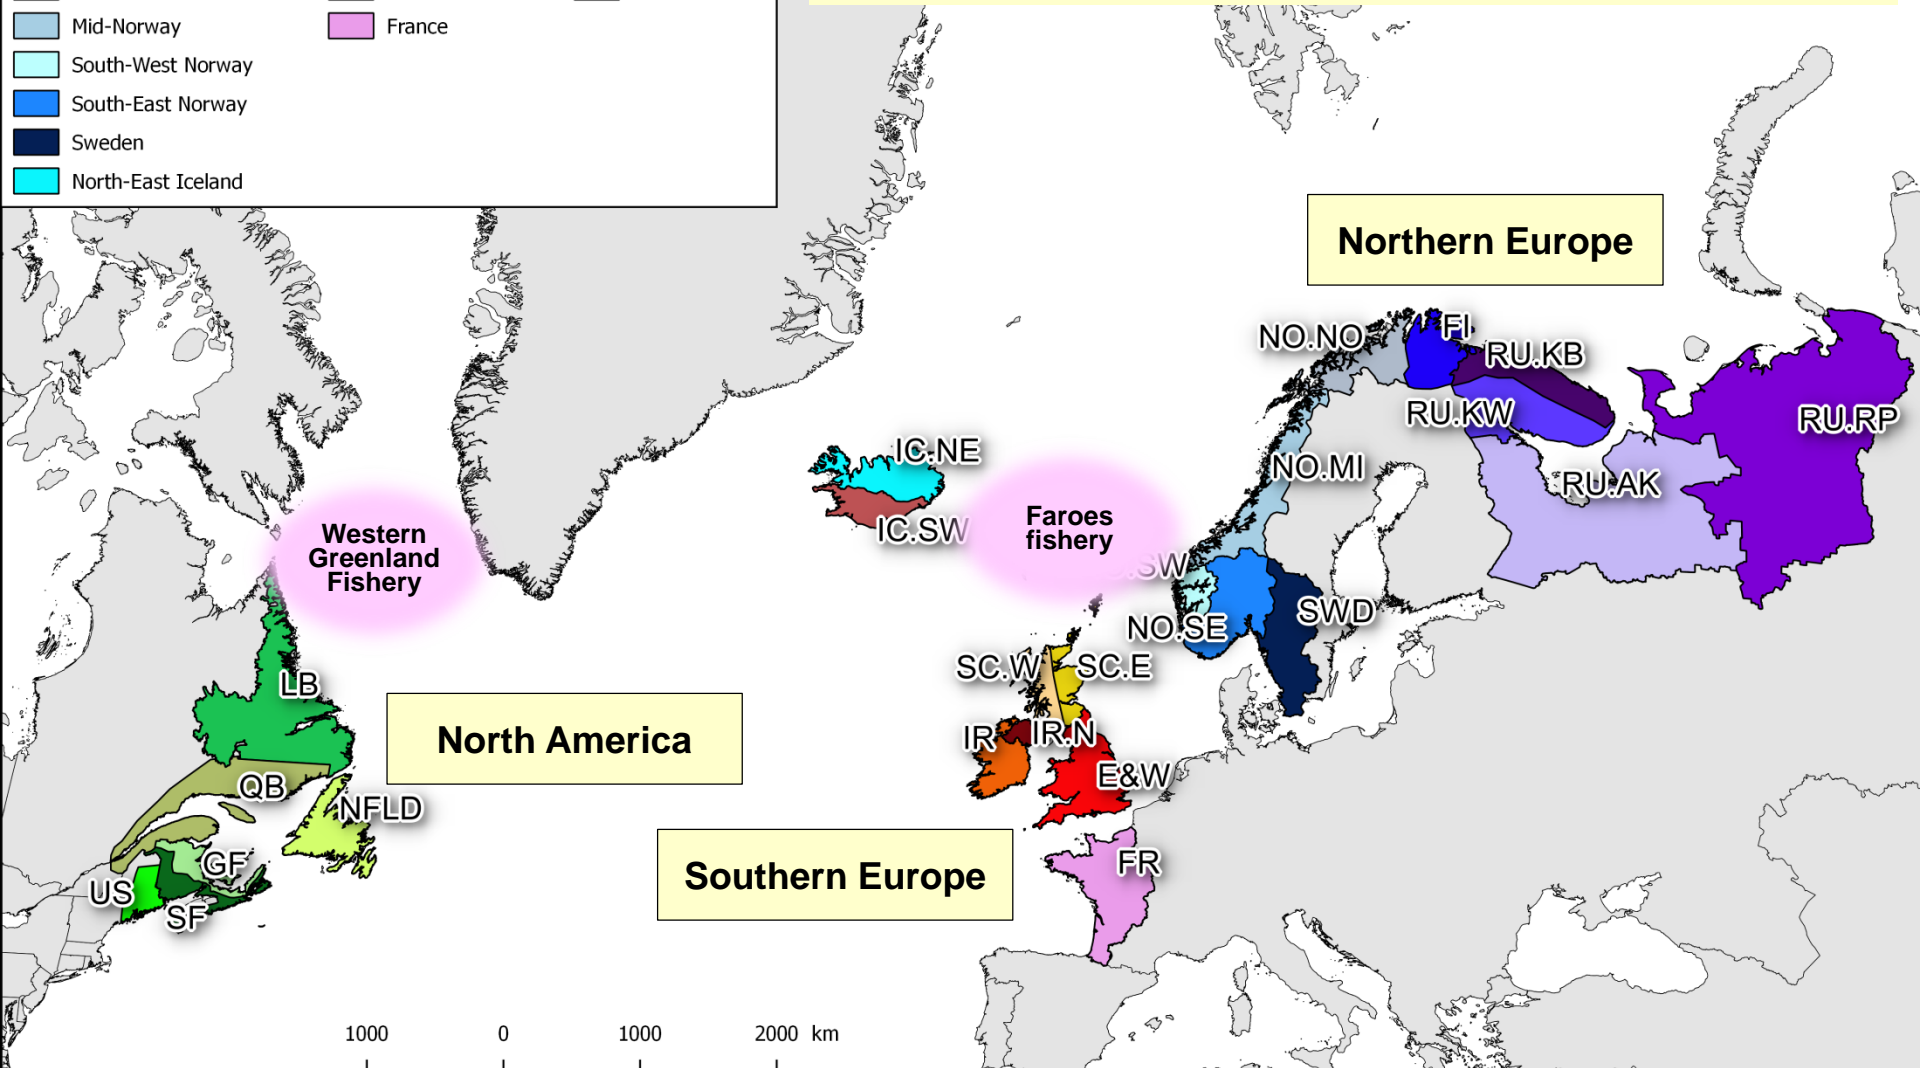 Mid-Norway
France
South-West Norway
South-East Norway
Sweden
North-East Iceland
Northern Europe
NO.NO
FI
RU.KB
RU.KW
RU.RP
NO.MI
RU.AK
IC.NE
IC.SW
Western
Greenland
Fishery
Faroes
fishery
.SW
NO.SE
SWD
SC.W
SC.E
LB
North America
IR
IR.N
E&W
QB
NFLD
Southern Europe
FR
GF
US
SF
1000 0 1000 2000 km